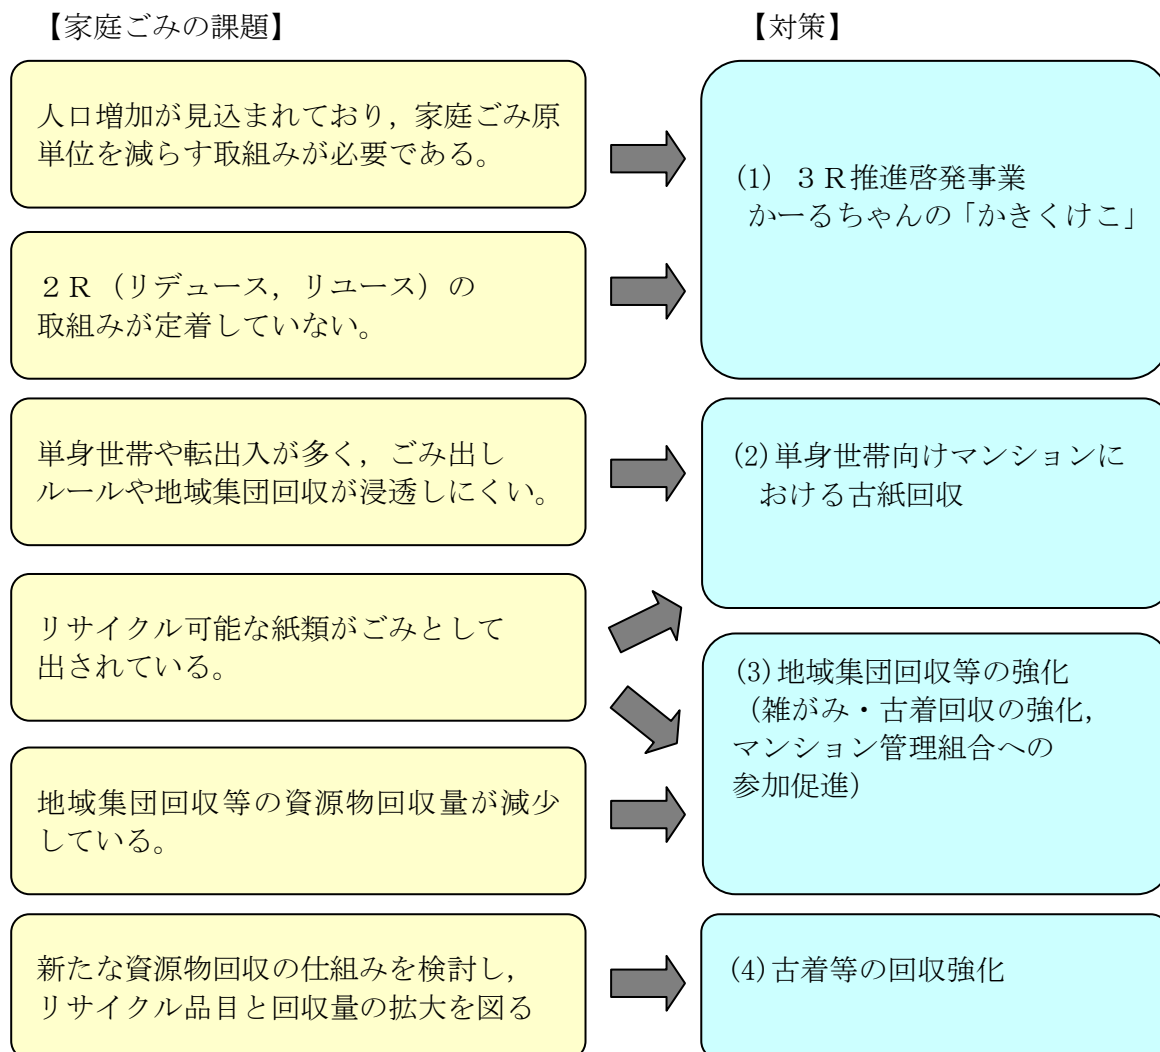 【家庭ごみの課題】
【対策】
人口増加が見込まれており，家庭ごみ原
単位を減らす取組みが必要である。
２Ｒ（リデュース，リユース）の
取組みが定着していない。
(1) ３Ｒ推進啓発事業
かーるちゃんの「かきくけこ」
単身世帯や転出入が多く，ごみ出し
ルールや地域集団回収が浸透しにくい。
(2)単身世帯向けマンションに
おける古紙回収
リサイクル可能な紙類がごみとして
出されている。
地域集団回収等の資源物回収量が減少
している。
(3)地域集団回収等の強化
（雑がみ・古着回収の強化，
マンション管理組合への
参加促進）
新たな資源物回収の仕組みを検討し，
リサイクル品目と回収量の拡大を図る
(4)古着等の回収強化